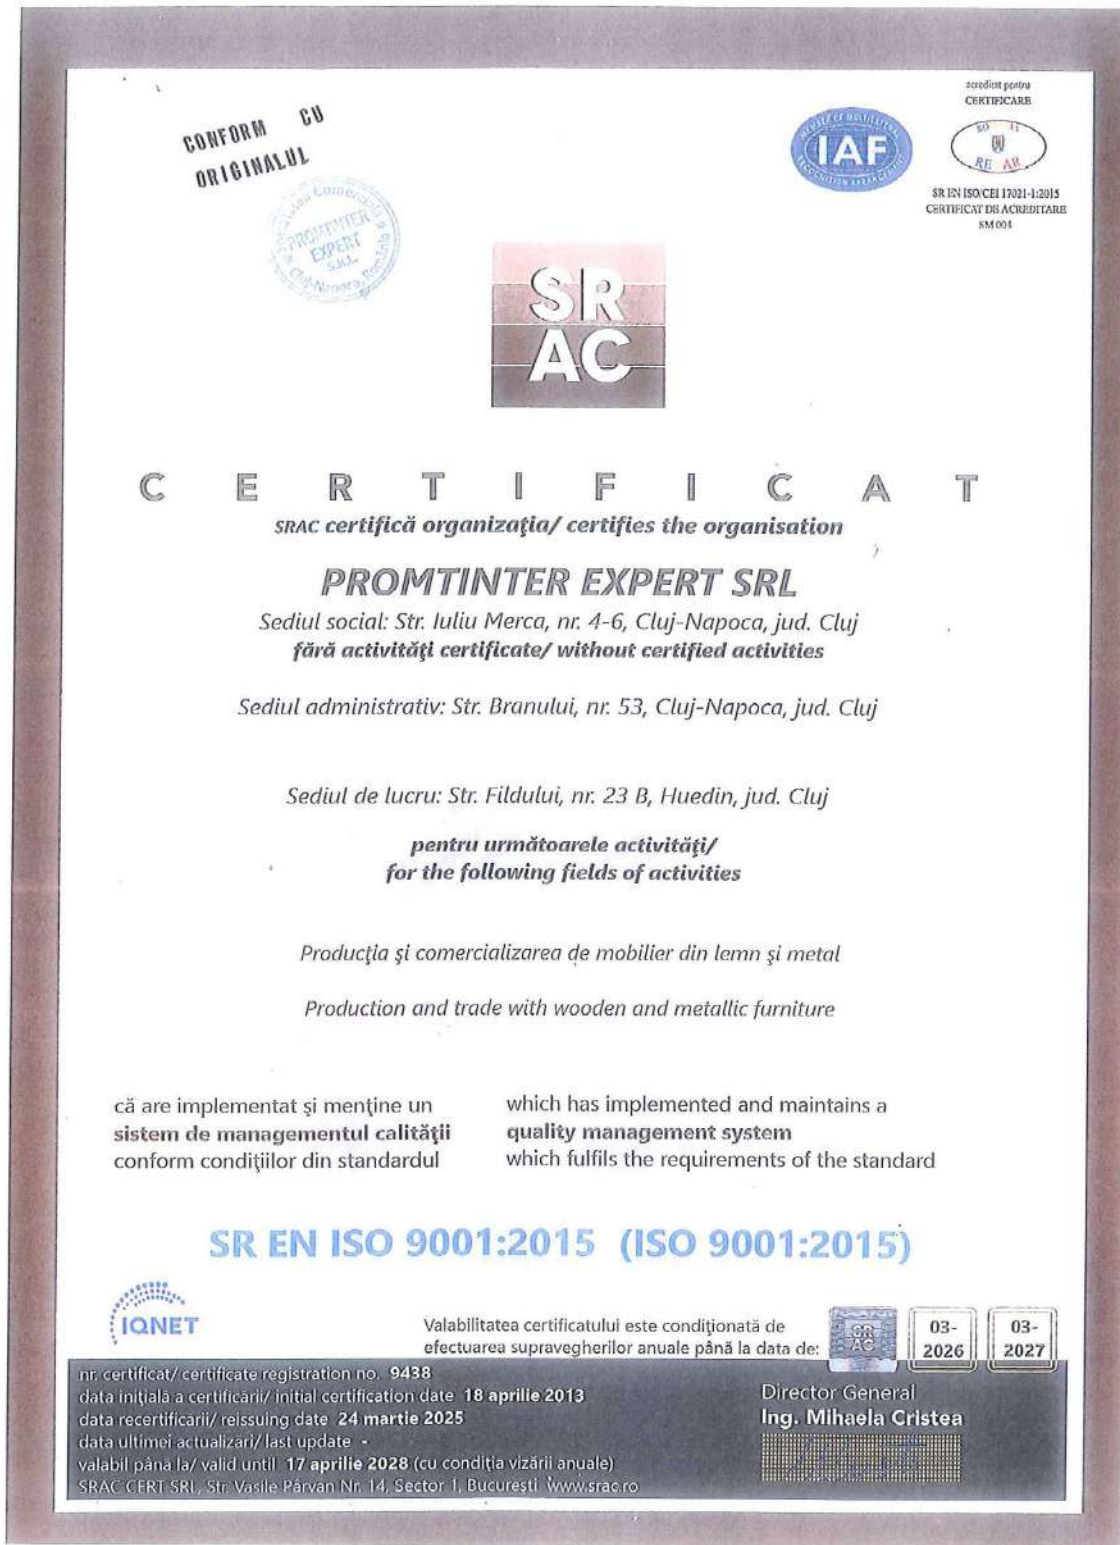 CONFORM CU
ORIGINALUL
PROMTINTER
EXPERT
S.R.L.
Cluj-Napoca, România
MEMBER OF MULTILATERAL
IAF
RECOGNITION ARRANGEMENT
acreditat pentru
CERTIFICARE
RENAR
SR EN ISO/CEI 17021-1:2015
CERTIFICAT DE ACREDITARE
SM 004
SR
AC
CERTIFICAT
SRAC certifică organizaţia/ certifies the organisation
PROMTINTER EXPERT SRL
Sediul social: Str. Iuliu Merca, nr. 4-6, Cluj-Napoca, jud. Cluj
fără activităţi certificate/ without certified activities
Sediul administrativ: Str. Branului, nr. 53, Cluj-Napoca, jud. Cluj
Sediul de lucru: Str. Fildului, nr. 23 B, Huedin, jud. Cluj
pentru următoarele activităţi/
for the following fields of activities
Producţia şi comercializarea de mobilier din lemn şi metal
Production and trade with wooden and metallic furniture
că are implementat şi menţine un
sistem de managementul calităţii
conform condiţiilor din standardul
which has implemented and maintains a
quality management system
which fulfils the requirements of the standard
SR EN ISO 9001:2015 (ISO 9001:2015)
IQNET
Valabilitatea certificatului este condiţionată de
efectuarea supravegherilor anuale până la data de:
SR
AC
03-
2026
03-
2027
nr. certificat/ certificate registration no. 9438
data iniţială a certificării/ initial certification date 18 aprilie 2013
data recertificării/ reissuing date 24 martie 2025
data ultimei actualizări/ last update -
valabil până la/ valid until 17 aprilie 2028 (cu condiţia vizării anuale)
SRAC CERT SRL, Str. Vasile Pârvan Nr. 14, Sector 1, Bucureşti www.srac.ro
Director General
Ing. Mihaela Cristea